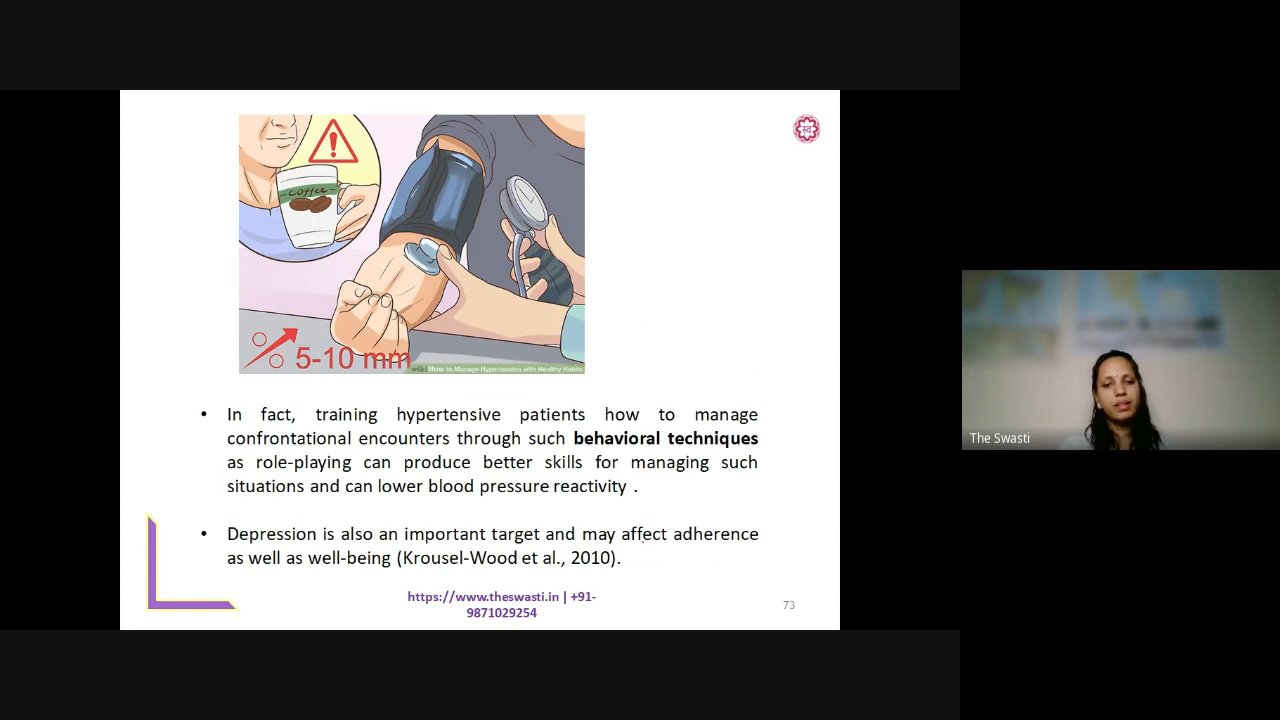 coffee
5-10 mm
wiki How to Manage Hypertension with Healthy Habits
स्व
• In fact, training hypertensive patients how to manage
confrontational encounters through such behavioral techniques
as role-playing can produce better skills for managing such
situations and can lower blood pressure reactivity .
• Depression is also an important target and may affect adherence
as well as well-being (Krousel-Wood et al., 2010).
https://www.theswasti.in | +91-
9871029254
73
The Swasti